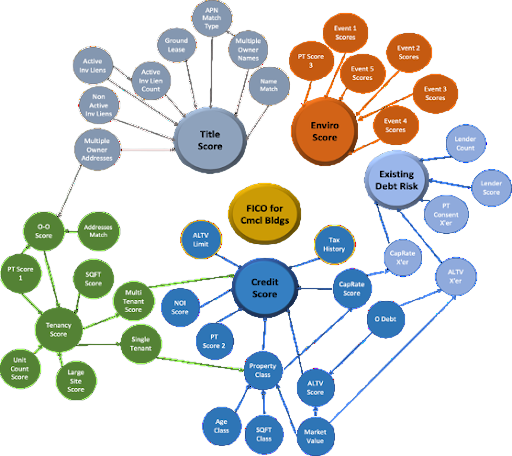 APN
Match
Type
Ground
Lease
Multiple
Owner
Names
Active
Inv Liens
Active
Inv Lien
Count
Name
Match
Non
Active
Inv Liens
Multiple
Owner
Addresses
Title
Score
Event 1
Scores
PT Score
3
Event 5
Scores
Event 2
Scores
Event 3
Scores
Event 4
Scores
Enviro
Score
Lender
Count
Existing
Debt Risk
Lender
Score
PT
Consent
X'er
CapRate
X'er
ALTV
X'er
FICO for
Cmcl Bldgs
O-O
Score
Addresses
Match
PT Score
1
SQFT
Score
Multi
Tenant
Score
Tenancy
Score
Single
Tenant
Unit
Count
Score
Large
Site
Score
ALTV
Limit
Tax
History
Credit
Score
CapRate
Score
NOI
Score
PT
Score 2
O Debt
Property
Class
ALTV
Score
Age
Class
SQFT
Class
Market
Value